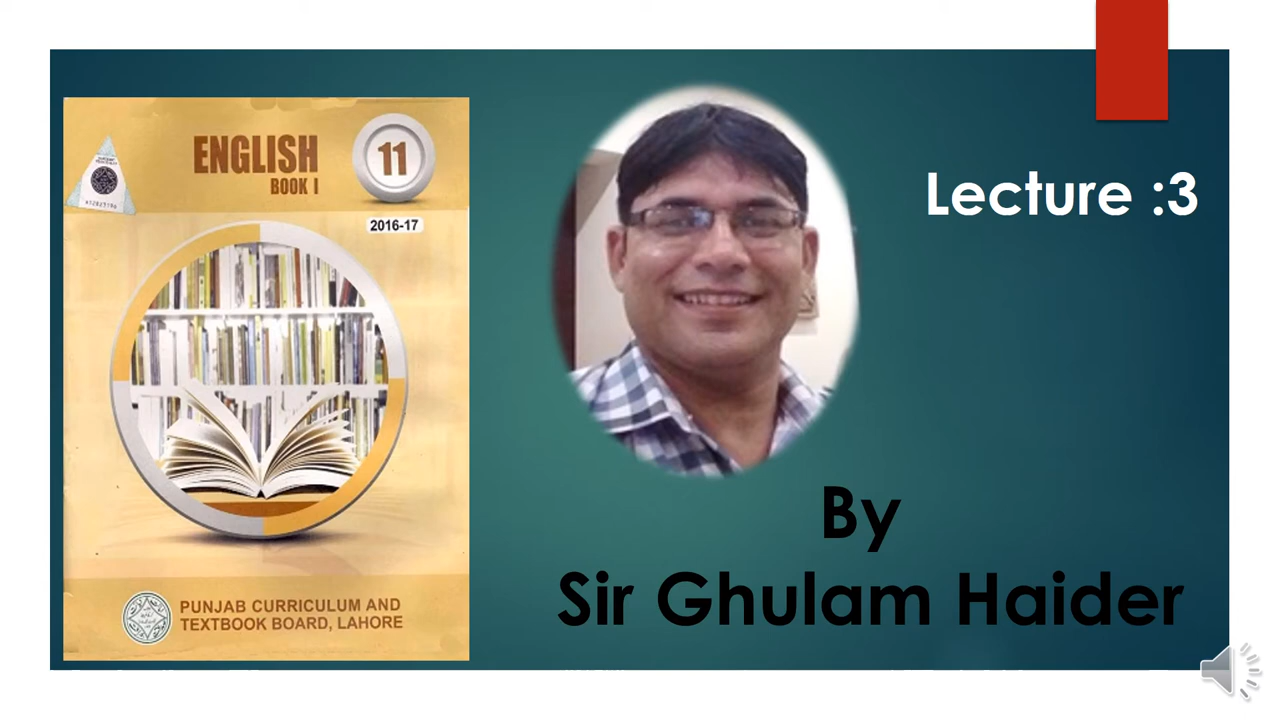 ENGLISH
BOOK I
11
2016-17
PUNJAB CURRICULUM AND
TEXTBOOK BOARD, LAHORE
Lecture :3
By
Sir Ghulam Haider